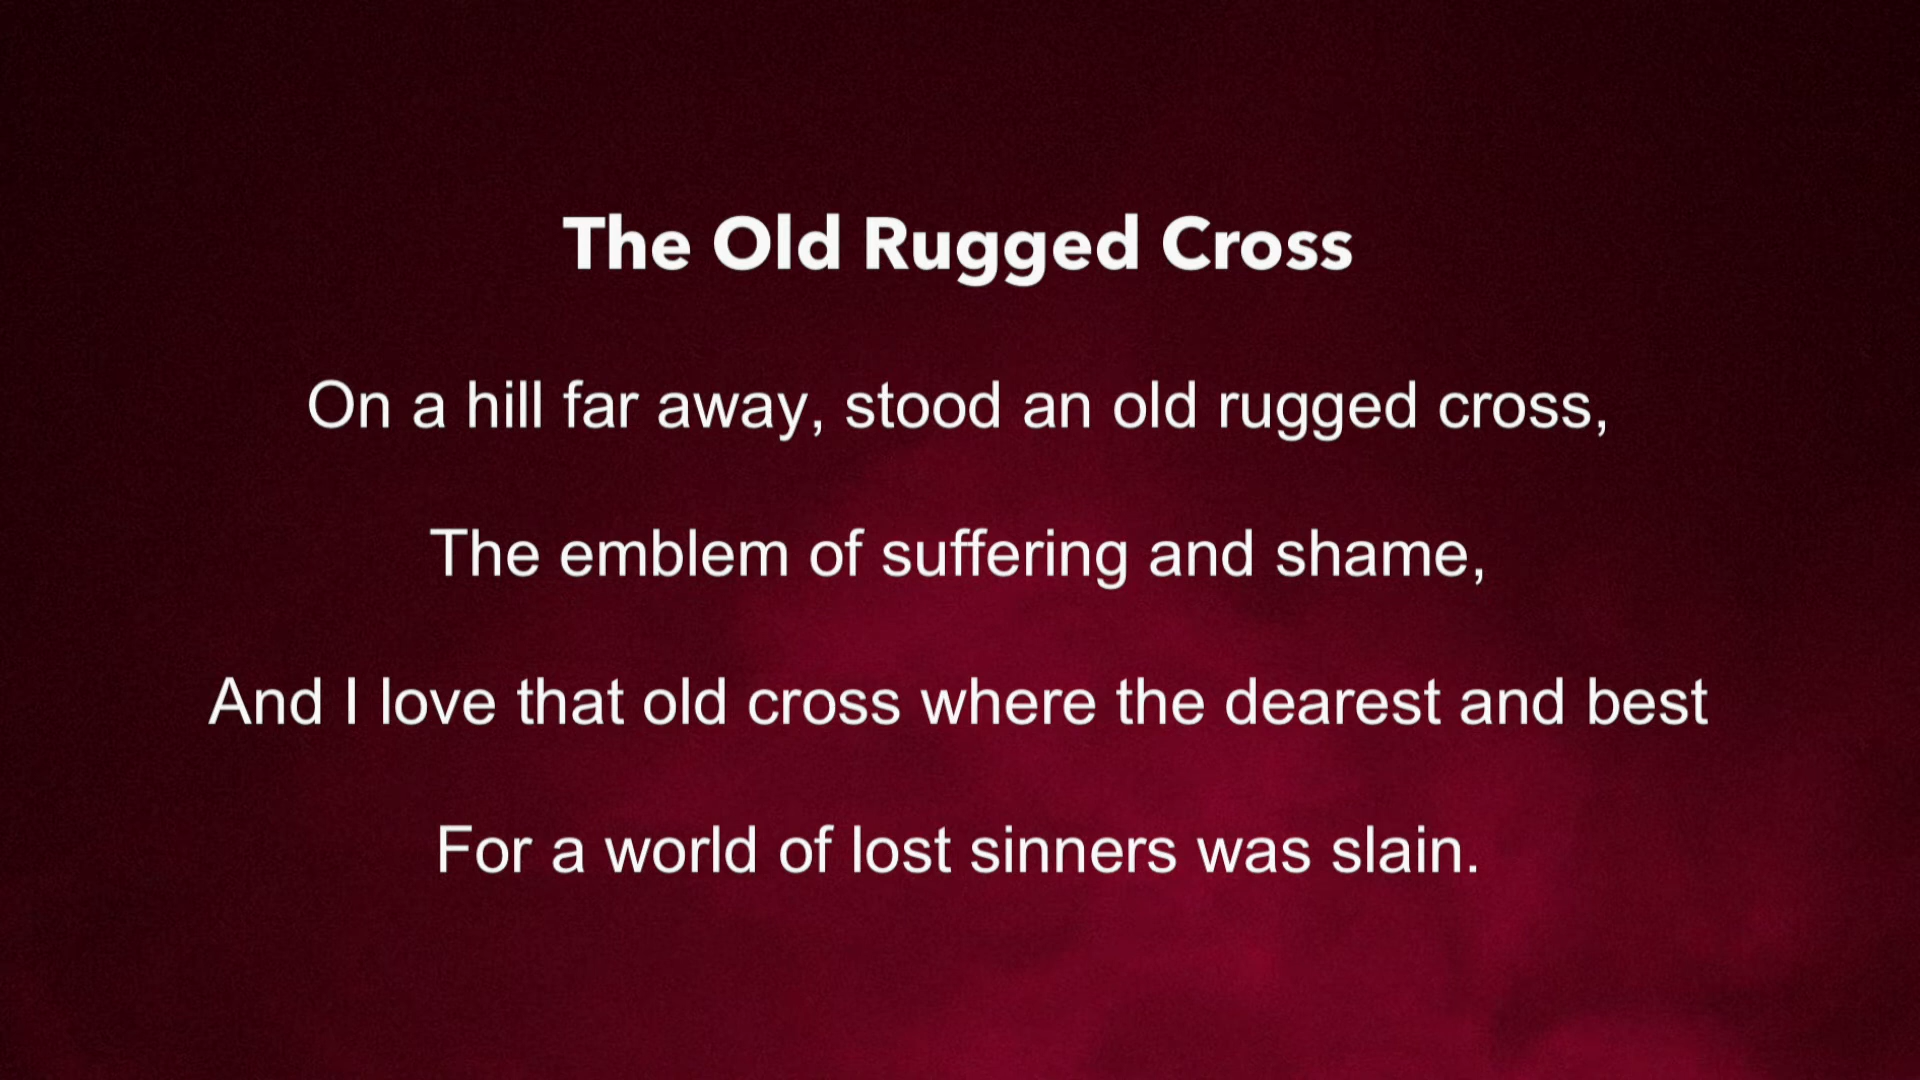 The Old Rugged Cross
On a hill far away, stood an old rugged cross,
The emblem of suffering and shame,
And I love that old cross where the dearest and best
For a world of lost sinners was slain.